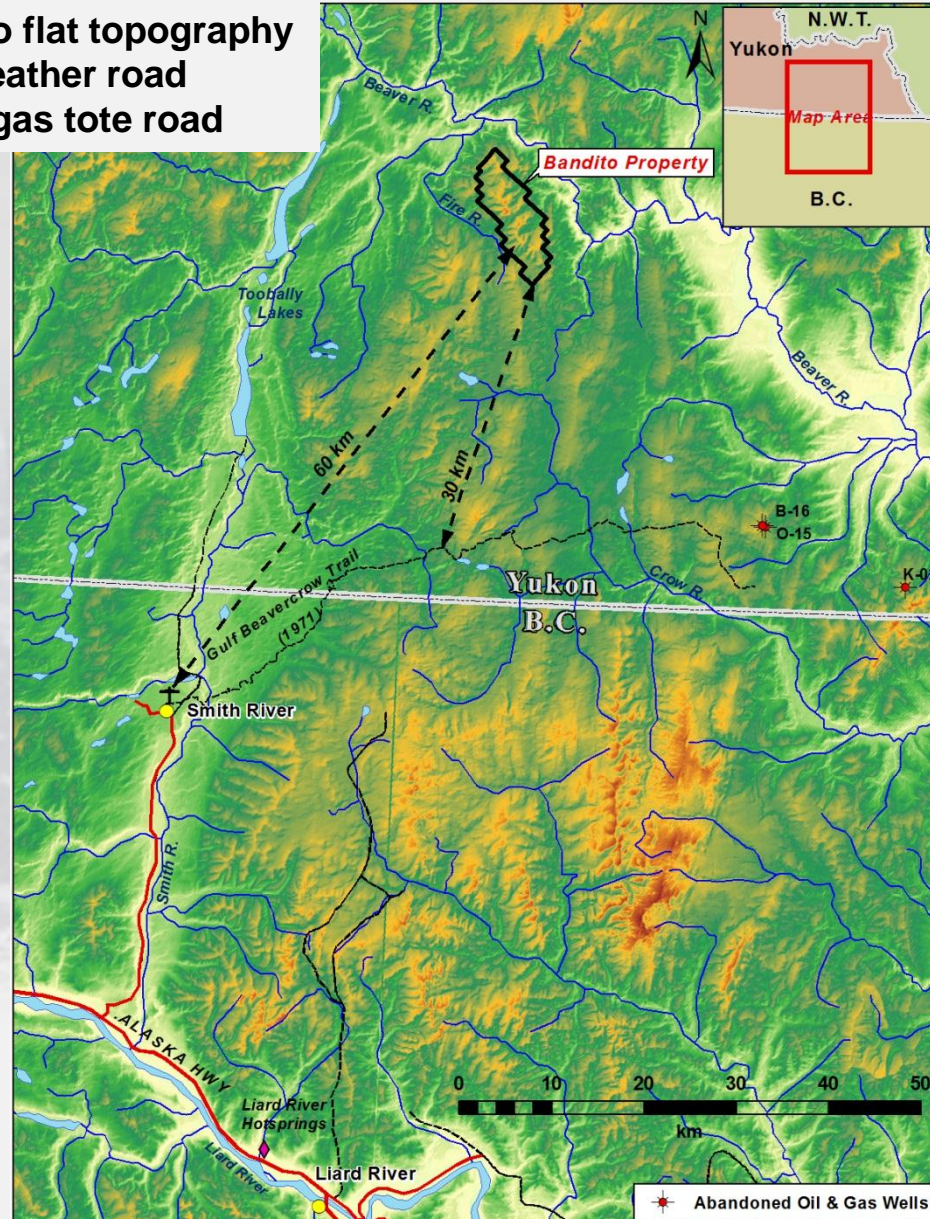 flat topography
eather road
gas tote road
N
N.W.T.
Yukon
Map Area
B.C.
Beaver R.
Bandito Property
Fire R.
Toobally
Lakes
Beaver R.
60 km
30 km
B-16
O-15
Gulf Beavercrow Trail
(1971)
Yukon
B.C.
Crow R.
Smith River
Smith R.
ALASKA HWY
0 10 20 30 40 50
km
Liard River
Hotsprings
Liard River
Liard River
Abandoned Oil & Gas Wells